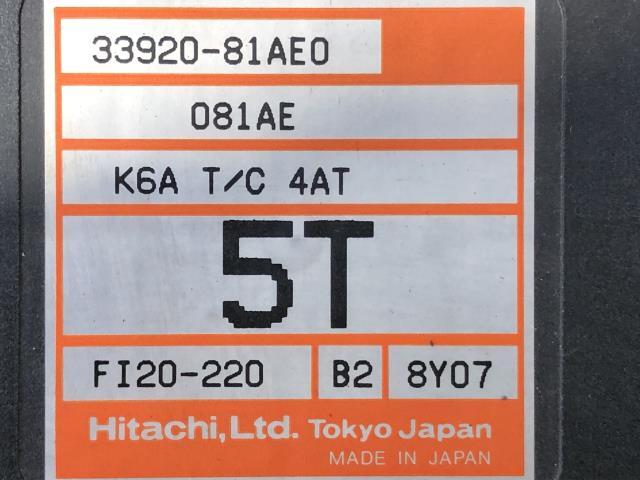 33920-81AE0
081AE
K6A T/C 4AT
5T
FI20-220 B2 8Y07
Hitachi,Ltd. Tokyo Japan
MADE IN JAPAN